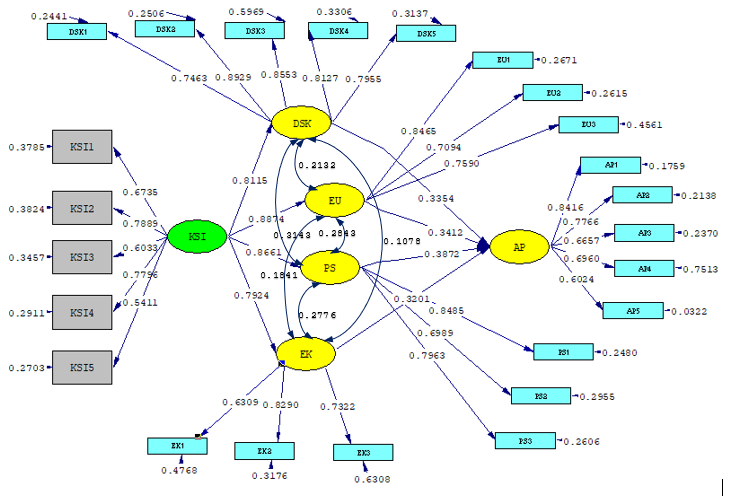 0.2441
0.2506
0.5969
0.3306
0.3137
DSK1
DSK2
DSK3
DSK4
DSK5
0.7463
0.8929
0.8553
0.8127
0.7955
EU1
0.2671
EU2
0.2615
EU3
0.4561
0.8465
0.7094
0.7590
DSK
0.2132
0.3785
KSI1
0.6735
0.8115
0.3354
AP1
0.1759
0.3824
KSI2
0.7889
0.8874
EU
0.3412
0.8416
AP2
0.2138
0.7766
KSI
0.3143
0.2843
0.1078
AP
0.6657
AP3
0.2370
0.3457
KSI3
0.6033
0.8661
0.3872
0.6960
AP4
0.7513
0.7796
0.1841
PS
0.6024
0.2911
KSI4
0.5411
0.7924
0.3201
0.8485
AP5
0.0322
0.2776
0.6989
EK
0.7963
PS1
0.2480
0.2703
KSI5
0.6309
0.8290
0.7322
PS2
0.2955
EK1
EK2
EK3
PS3
0.2606
0.4768
0.3176
0.6308